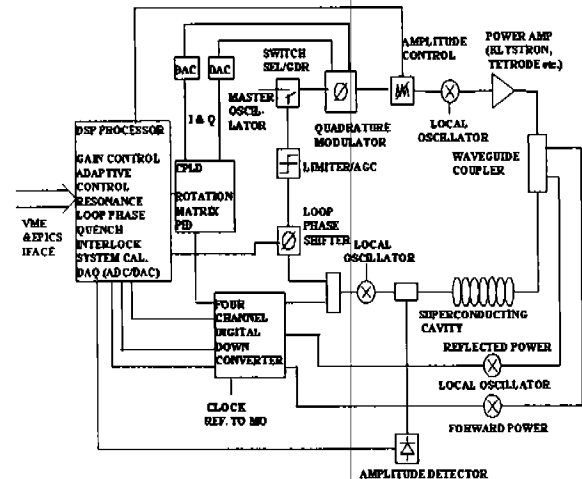 DAC
DAC
SWITCH
SEL/GDR
AMPLITUDE
CONTROL
POWER AMP
(KLYSTRON,
TETRODE etc.)
MASTER
OSCIL-
LATOR
I & Q
QUADRATURE
MODULATOR
LOCAL
OSCILLATOR
WAVEGUIDE
COUPLER
DSP PROCESSOR
GAIN CONTROL
ADAPTIVE
CONTROL
RESONANCE
LOOP PHASE
QUENCH
INTERLOCK
SYSTEM CAL.
DAQ (ADC/DAC)
CPLD
ROTATION
MATRIX
PID
LIMITER/AGC
VME
&EPICS
IFACE
LOOP
PHASE
SHIFTER
LOCAL
OSCILLATOR
SUPERCONDUCTING
CAVITY
FOUR
CHANNEL
DIGITAL
DOWN
CONVERTER
REFLECTED POWER
LOCAL OSCILLATOR
FORWARD POWER
CLOCK
REF. TO MO
AMPLITUDE DETECTOR